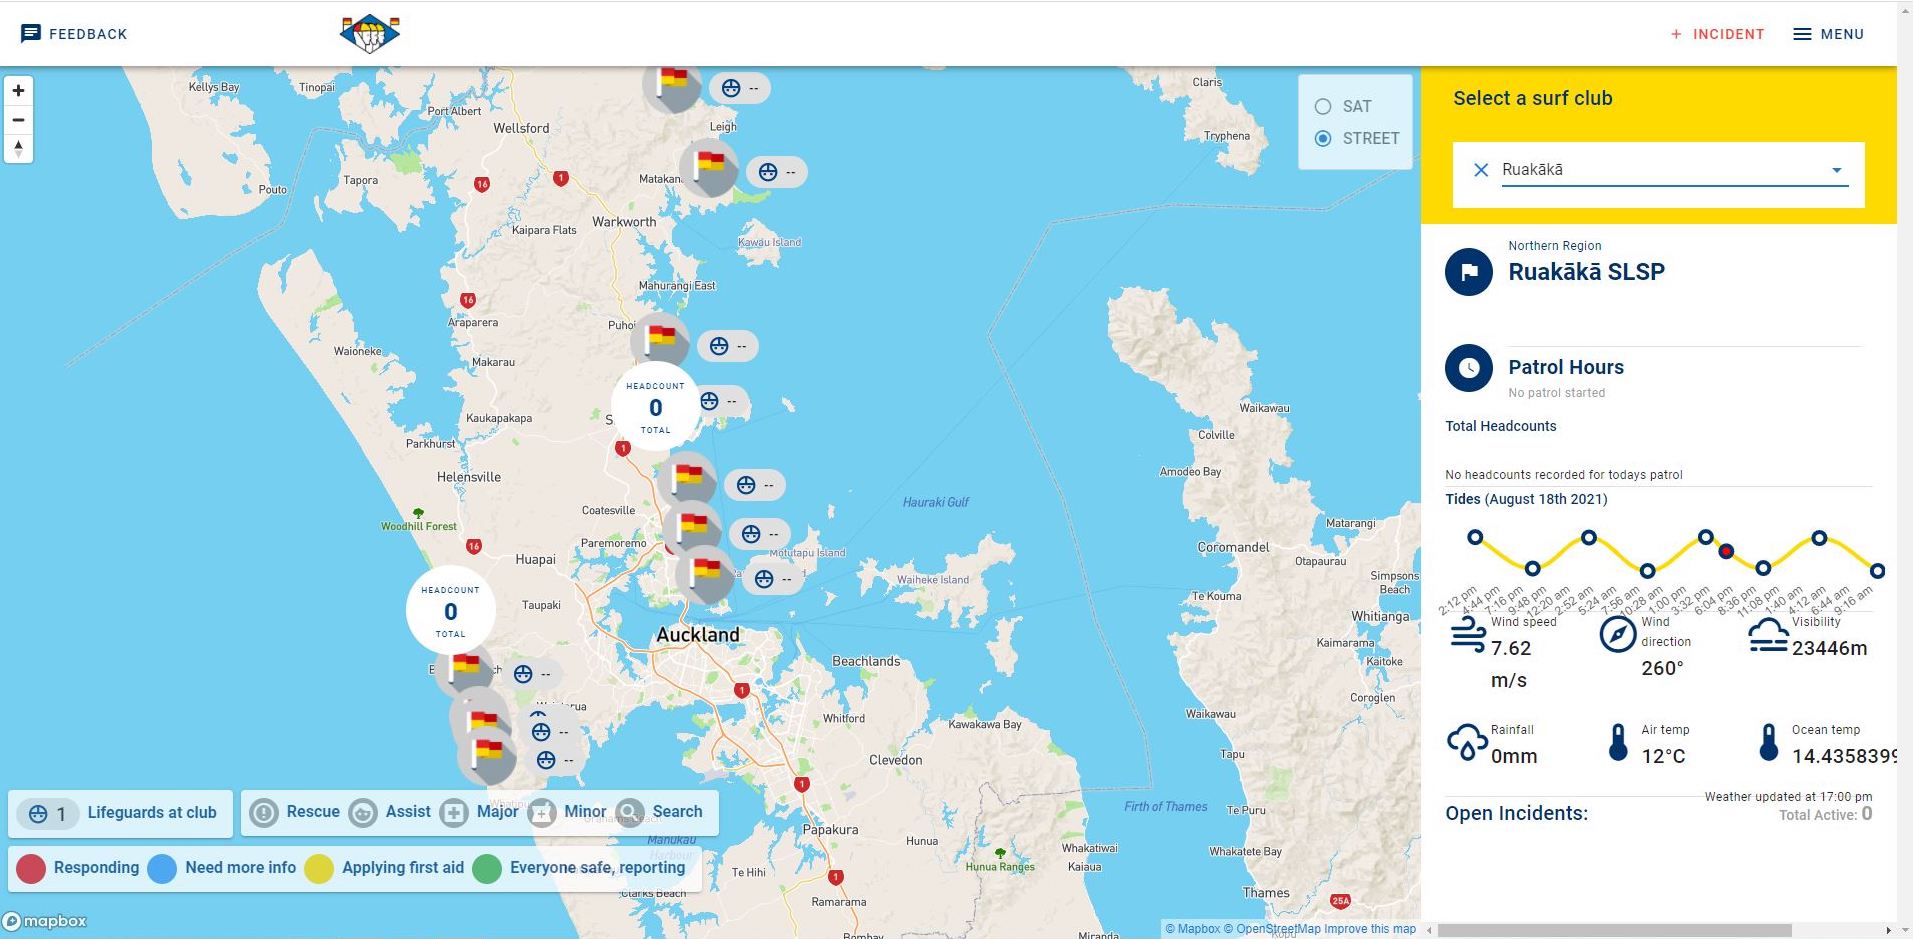 FEEDBACK
+ INCIDENT
MENU
SAT
STREET
Select a surf club
Ruakākā
Northern Region
Ruakākā SLSP
Patrol Hours
No patrol started
Total Headcounts
No headcounts recorded for todays patrol
Tides (August 18th 2021)
2:12 pm
4:44 pm
7:16 pm
9:48 pm
12:20 am
2:52 am
5:24 am
7:56 am
10:28 am
1:00 pm
3:32 pm
6:04 pm
8:36 pm
11:08 pm
1:40 am
4:12 am
6:44 am
9:16 am
Wind speed
7.62
m/s
Wind
direction
260°
Visibility
23446m
Rainfall
0mm
Air temp
12°C
Ocean temp
14.4358399
Weather updated at 17:00 pm
Open Incidents:
Total Active: 0
Kellys Bay
Tinopai
Port Albert
Wellsford
Leigh
--
--
Claris
Tryphena
Pouto
Tapora
16
1
Matakan
Warkworth
Kaipara Flats
Kawau Island
Mahurangi East
16
Araparera
Puhoi
--
Waioneke
Makarau
HEADCOUNT
0
TOTAL
--
Kaukapakapa
S
Parkhurst
1
Helensville
--
Waikawau
Colville
Amodeo Bay
Hauraki Gulf
Coatesville
Woodhill Forest
Paremoremo
--
Motutapu Island
16
Huapai
--
Waiheke Island
Matarangi
Coromandel
Otapaurau
Simpsons
Beach
Te Kouma
Whitianga
HEADCOUNT
0
TOTAL
Taupaki
Auckland
Kaimarama
Kaitoke
Beachlands
--
1
Coroglen
Whitford
Kawakawa Bay
Waikawau
--
--
Clevedon
Tapu
1
Firth of Thames
Te Puru
Papakura
Hunua
Whakatiwai
Kaiaua
Hunua Ranges
Whakatete Bay
Manukau
Harbour
Te Hihi
1
Thames
25A
Clarks Beach
Ramarama
Bombay
Miranda
1 Lifeguards at club
Rescue
Assist
Major
Minor
Search
Responding
Need more info
Applying first aid
Everyone safe, reporting
mapbox
© Mapbox © OpenStreetMap Improve this map